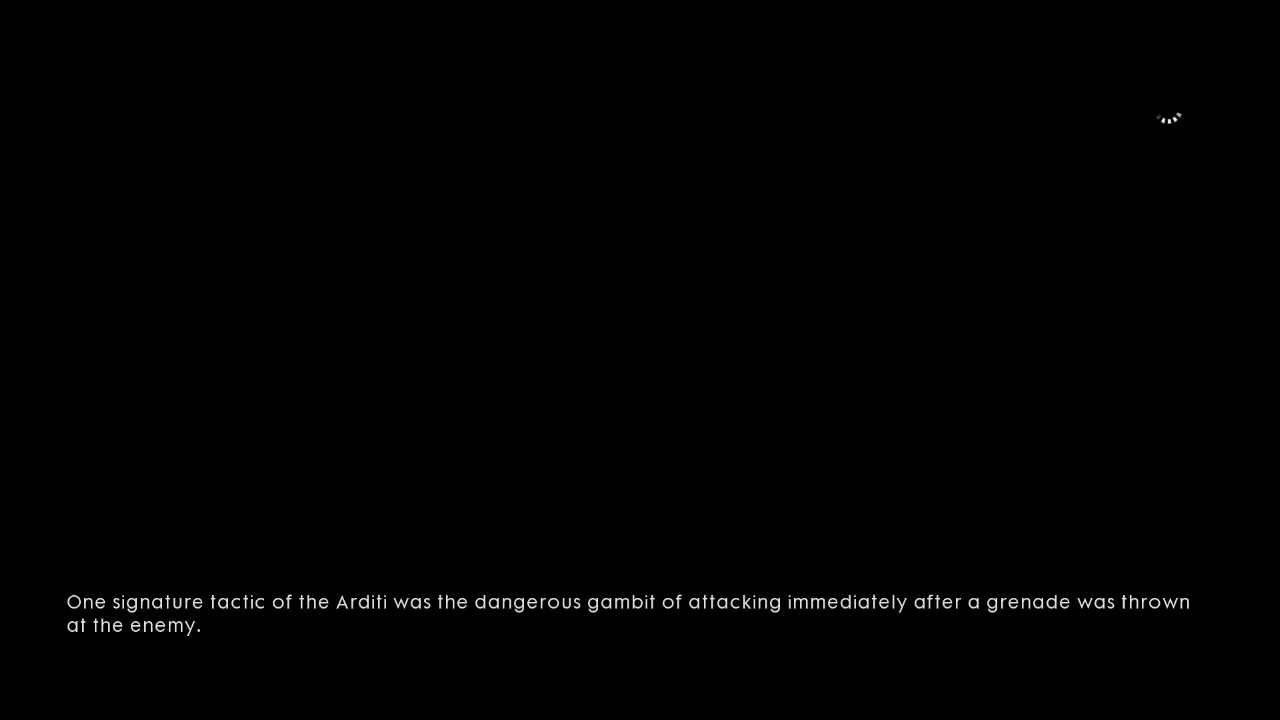 One signature tactic of the Arditi was the dangerous gambit of attacking immediately after a grenade was thrown
at the enemy.